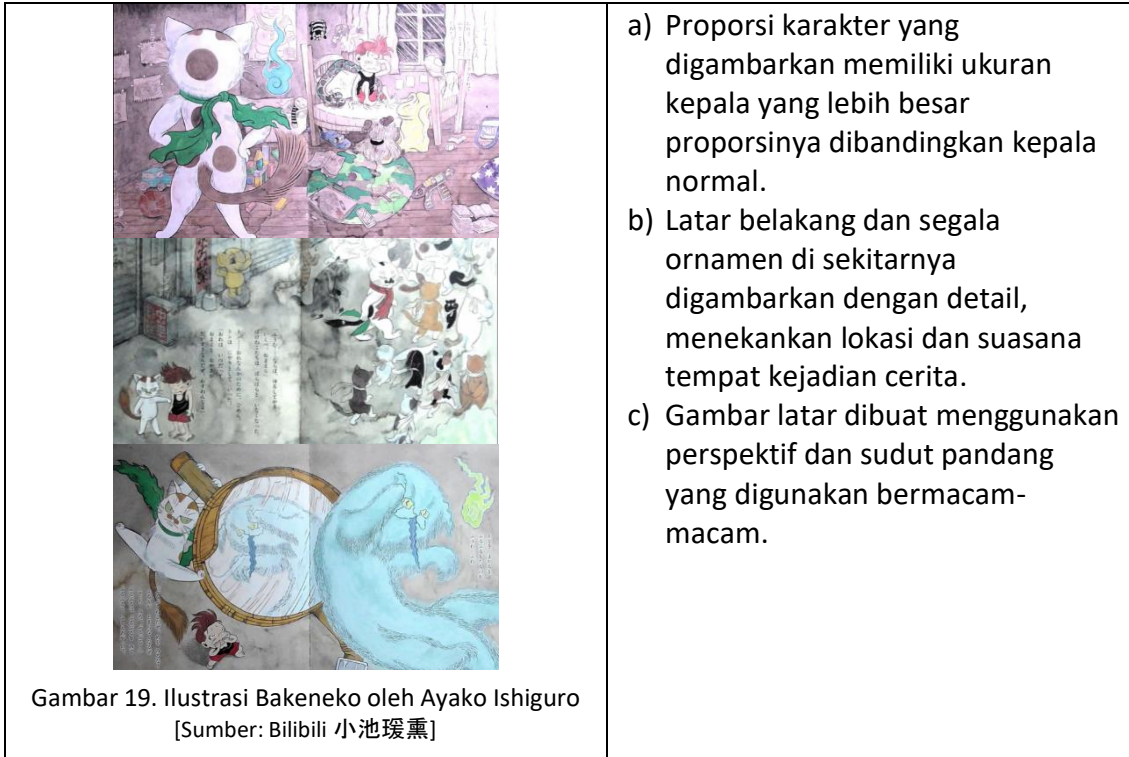 Gambar 19. Ilustrasi Bakeneko oleh Ayako Ishiguro
[Sumber: Bilibili 小池瑗熏]
a) Proporsi karakter yang
digambarkan memiliki ukuran
kepala yang lebih besar
proporsinya dibandingkan kepala
normal.
b) Latar belakang dan segala
ornamen di sekitarnya
digambarkan dengan detail,
menekankan lokasi dan suasana
tempat kejadian cerita.
c) Gambar latar dibuat menggunakan
perspektif dan sudut pandang
yang digunakan bermacam-
macam.